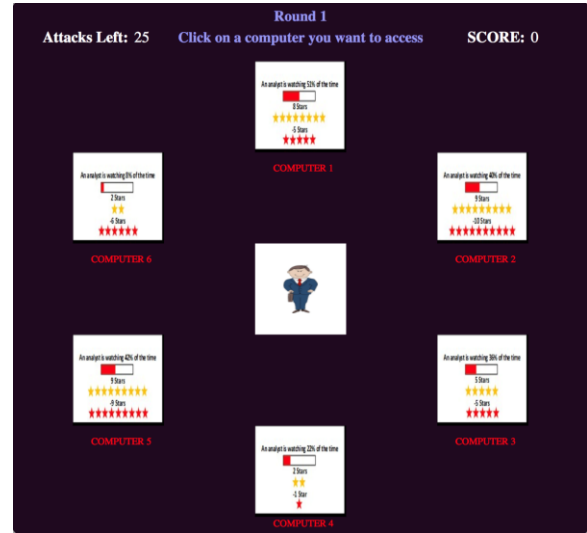 Round 1
Attacks Left: 25
Click on a computer you want to access
SCORE: 0
An analyst is watching 51% of the time
8 Stars
-5 Stars
COMPUTER 1
An analyst is watching 8% of the time
2 Stars
-6 Stars
COMPUTER 6
An analyst is watching 40% of the time
9 Stars
-10 Stars
COMPUTER 2
An analyst is watching 42% of the time
9 Stars
-9 Stars
COMPUTER 5
An analyst is watching 36% of the time
5 Stars
-5 Stars
COMPUTER 3
An analyst is watching 22% of the time
2 Stars
-1 Star
COMPUTER 4